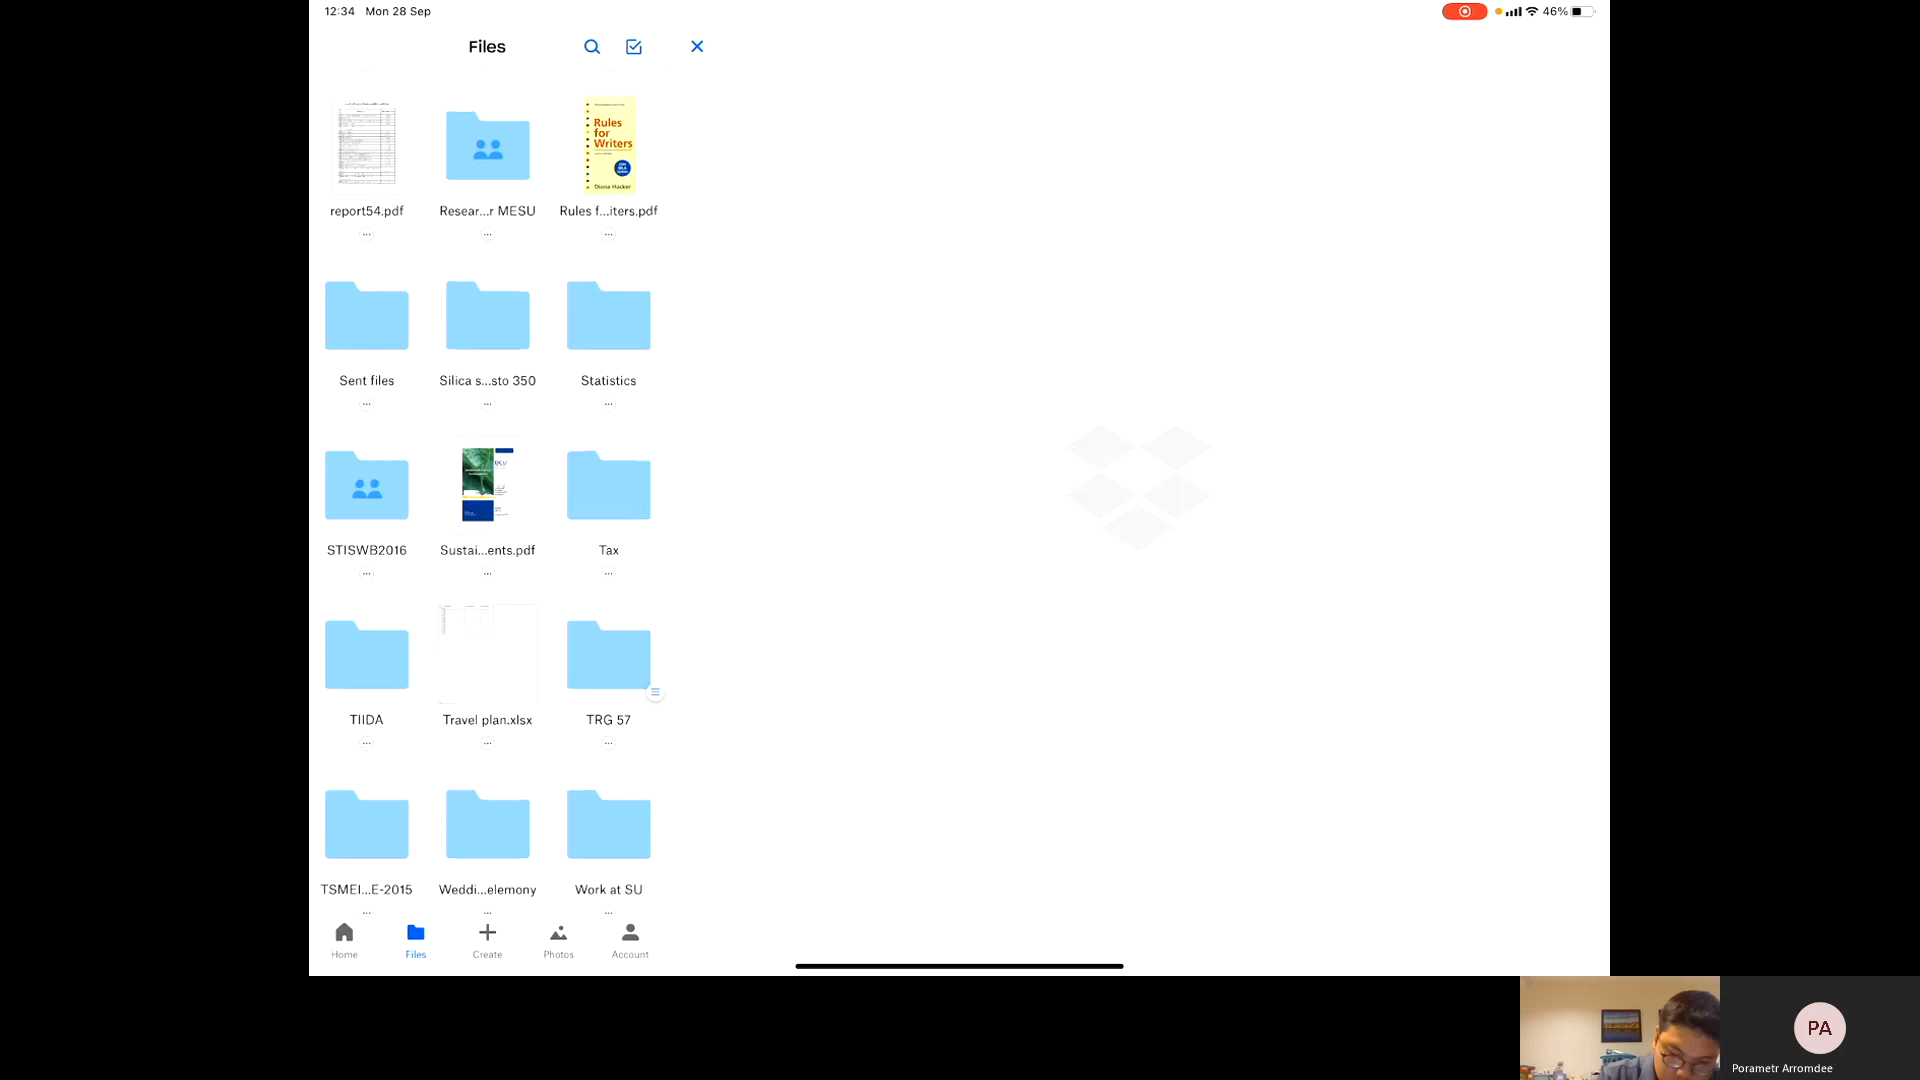 12:34 Mon 28 Sep
46%
Files
Rules
for
Writers
Diana Hacker
report54.pdf
Resear...r MESU
Rules f...iters.pdf
Sent files
Silica s...sto 350
Statistics
STISWB2016
Sustai...ents.pdf
Tax
TIIDA
Travel plan.xlsx
TRG 57
TSMEI...E-2015
Weddi...elemony
Work at SU
Home
Files
Create
Photos
Account
PA
Porametr Arromdee